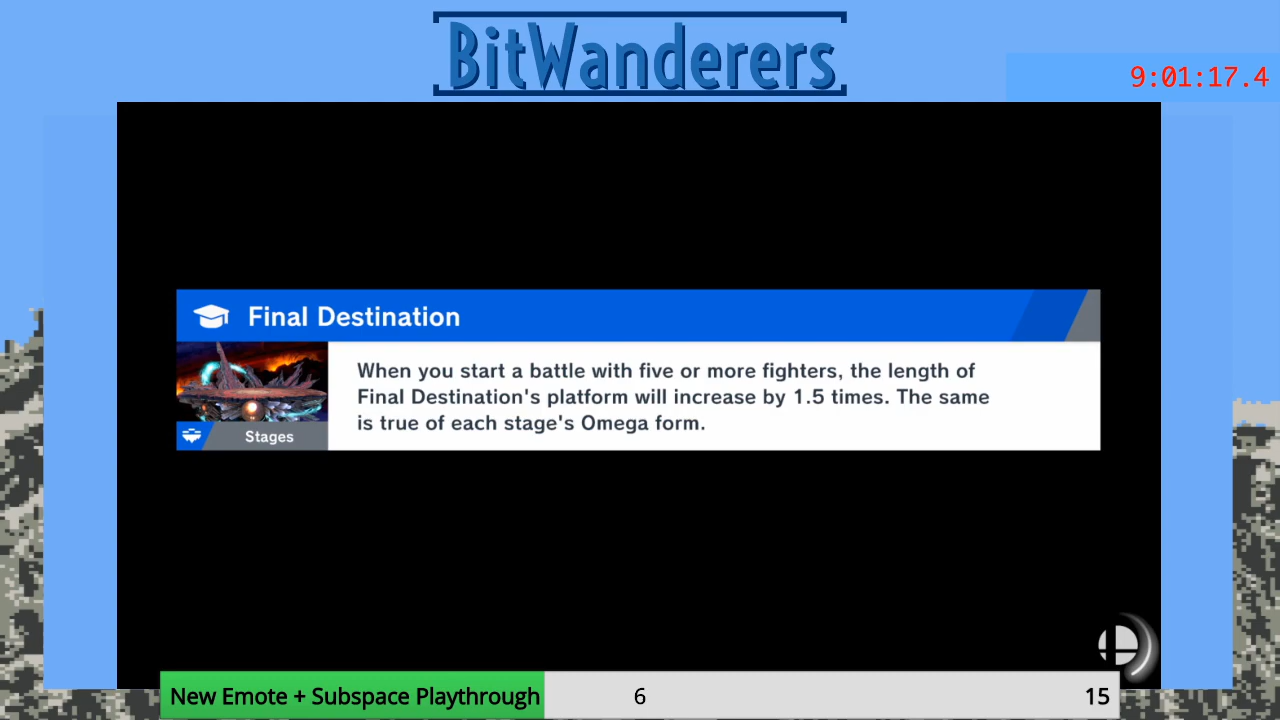 BitWanderers
9:01:17.4
Final Destination
When you start a battle with five or more fighters, the length of
Final Destination's platform will increase by 1.5 times. The same
is true of each stage's Omega form.
Stages
New Emote + Subspace Playthrough 6 15